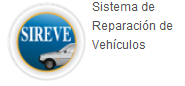 SIREVE
Sistema de
Reparación de
Vehículos